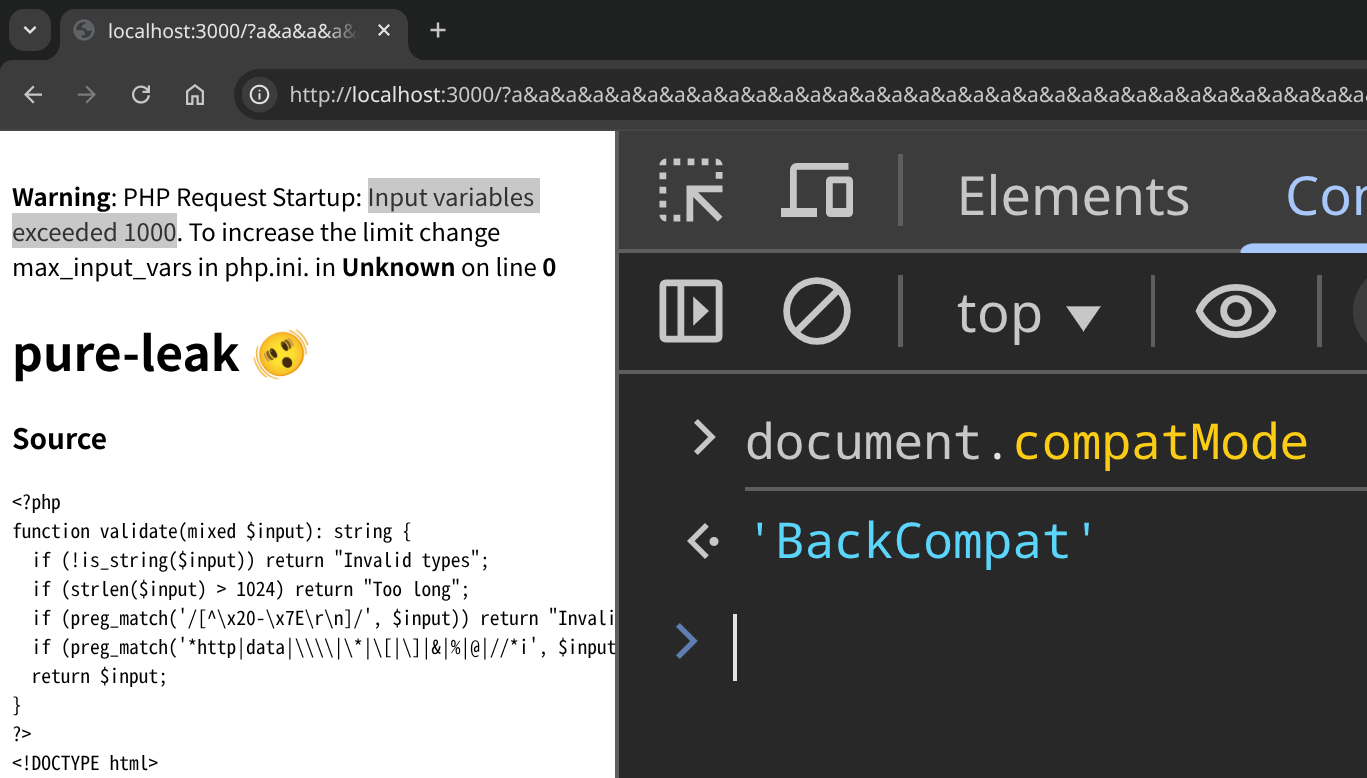 localhost:3000/?a&a&a&a&
http://localhost:3000/?a&a&a&a&a&a&a&a&a&a&a&a&a&a&a&a&a&a&a&a&a&a&a&a&a&a&a&a&a&a&a&a
Warning: PHP Request Startup: Input variables
exceeded 1000. To increase the limit change
max_input_vars in php.ini. in Unknown on line 0
pure-leak 🫨
Source
<?php
function validate(mixed $input): string {
  if (!is_string($input)) return "Invalid types";
  if (strlen($input) > 1024) return "Too long";
  if (preg_match('/[^\x20-\x7E\r\n]/', $input)) return "Invali
  if (preg_match('*http|data|\\\\|\*|\[|\]|&|%|@|//*i', $input
  return $input;
}
?>
<!DOCTYPE html>
Elements
Con
top
document.compatMode
'BackCompat'